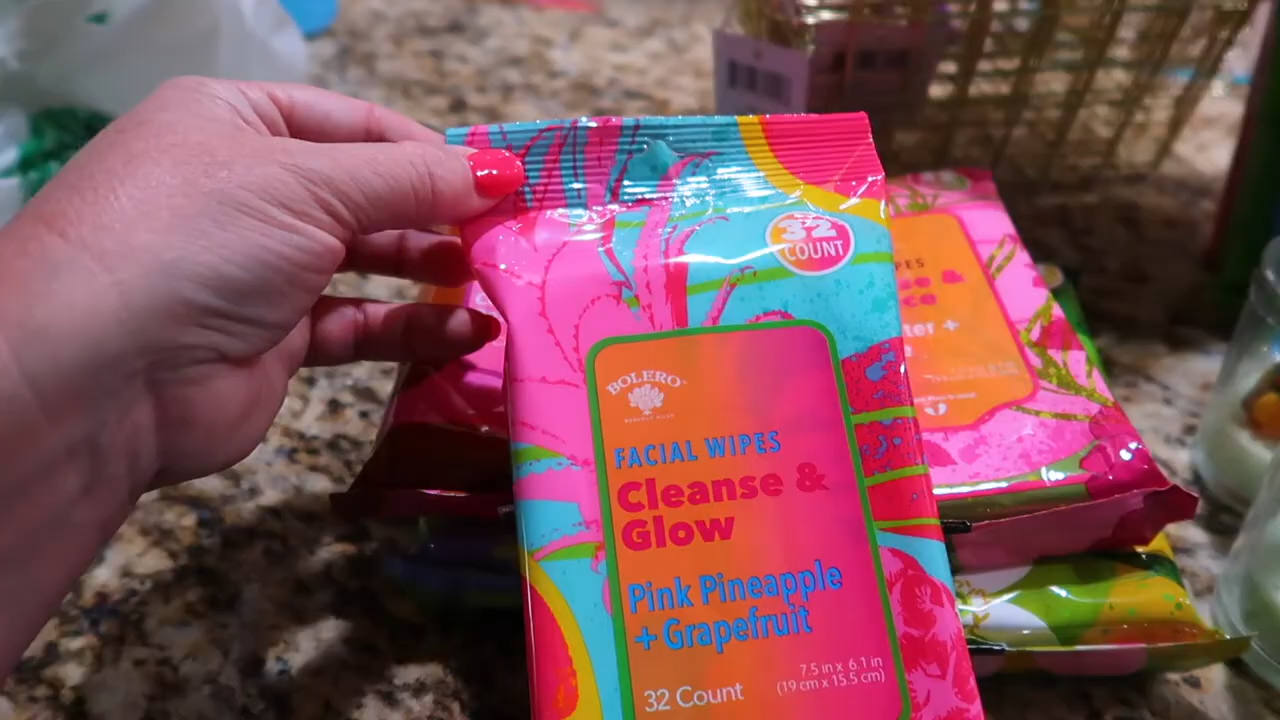 32
COUNT
BOLERO
BEVERLY HILLS
FACIAL WIPES
Cleanse &
Glow
Pink Pineapple
+ Grapefruit
7.5 in x 6.1 in
(19 cm x 15.5 cm)
32 Count
PES
&
+